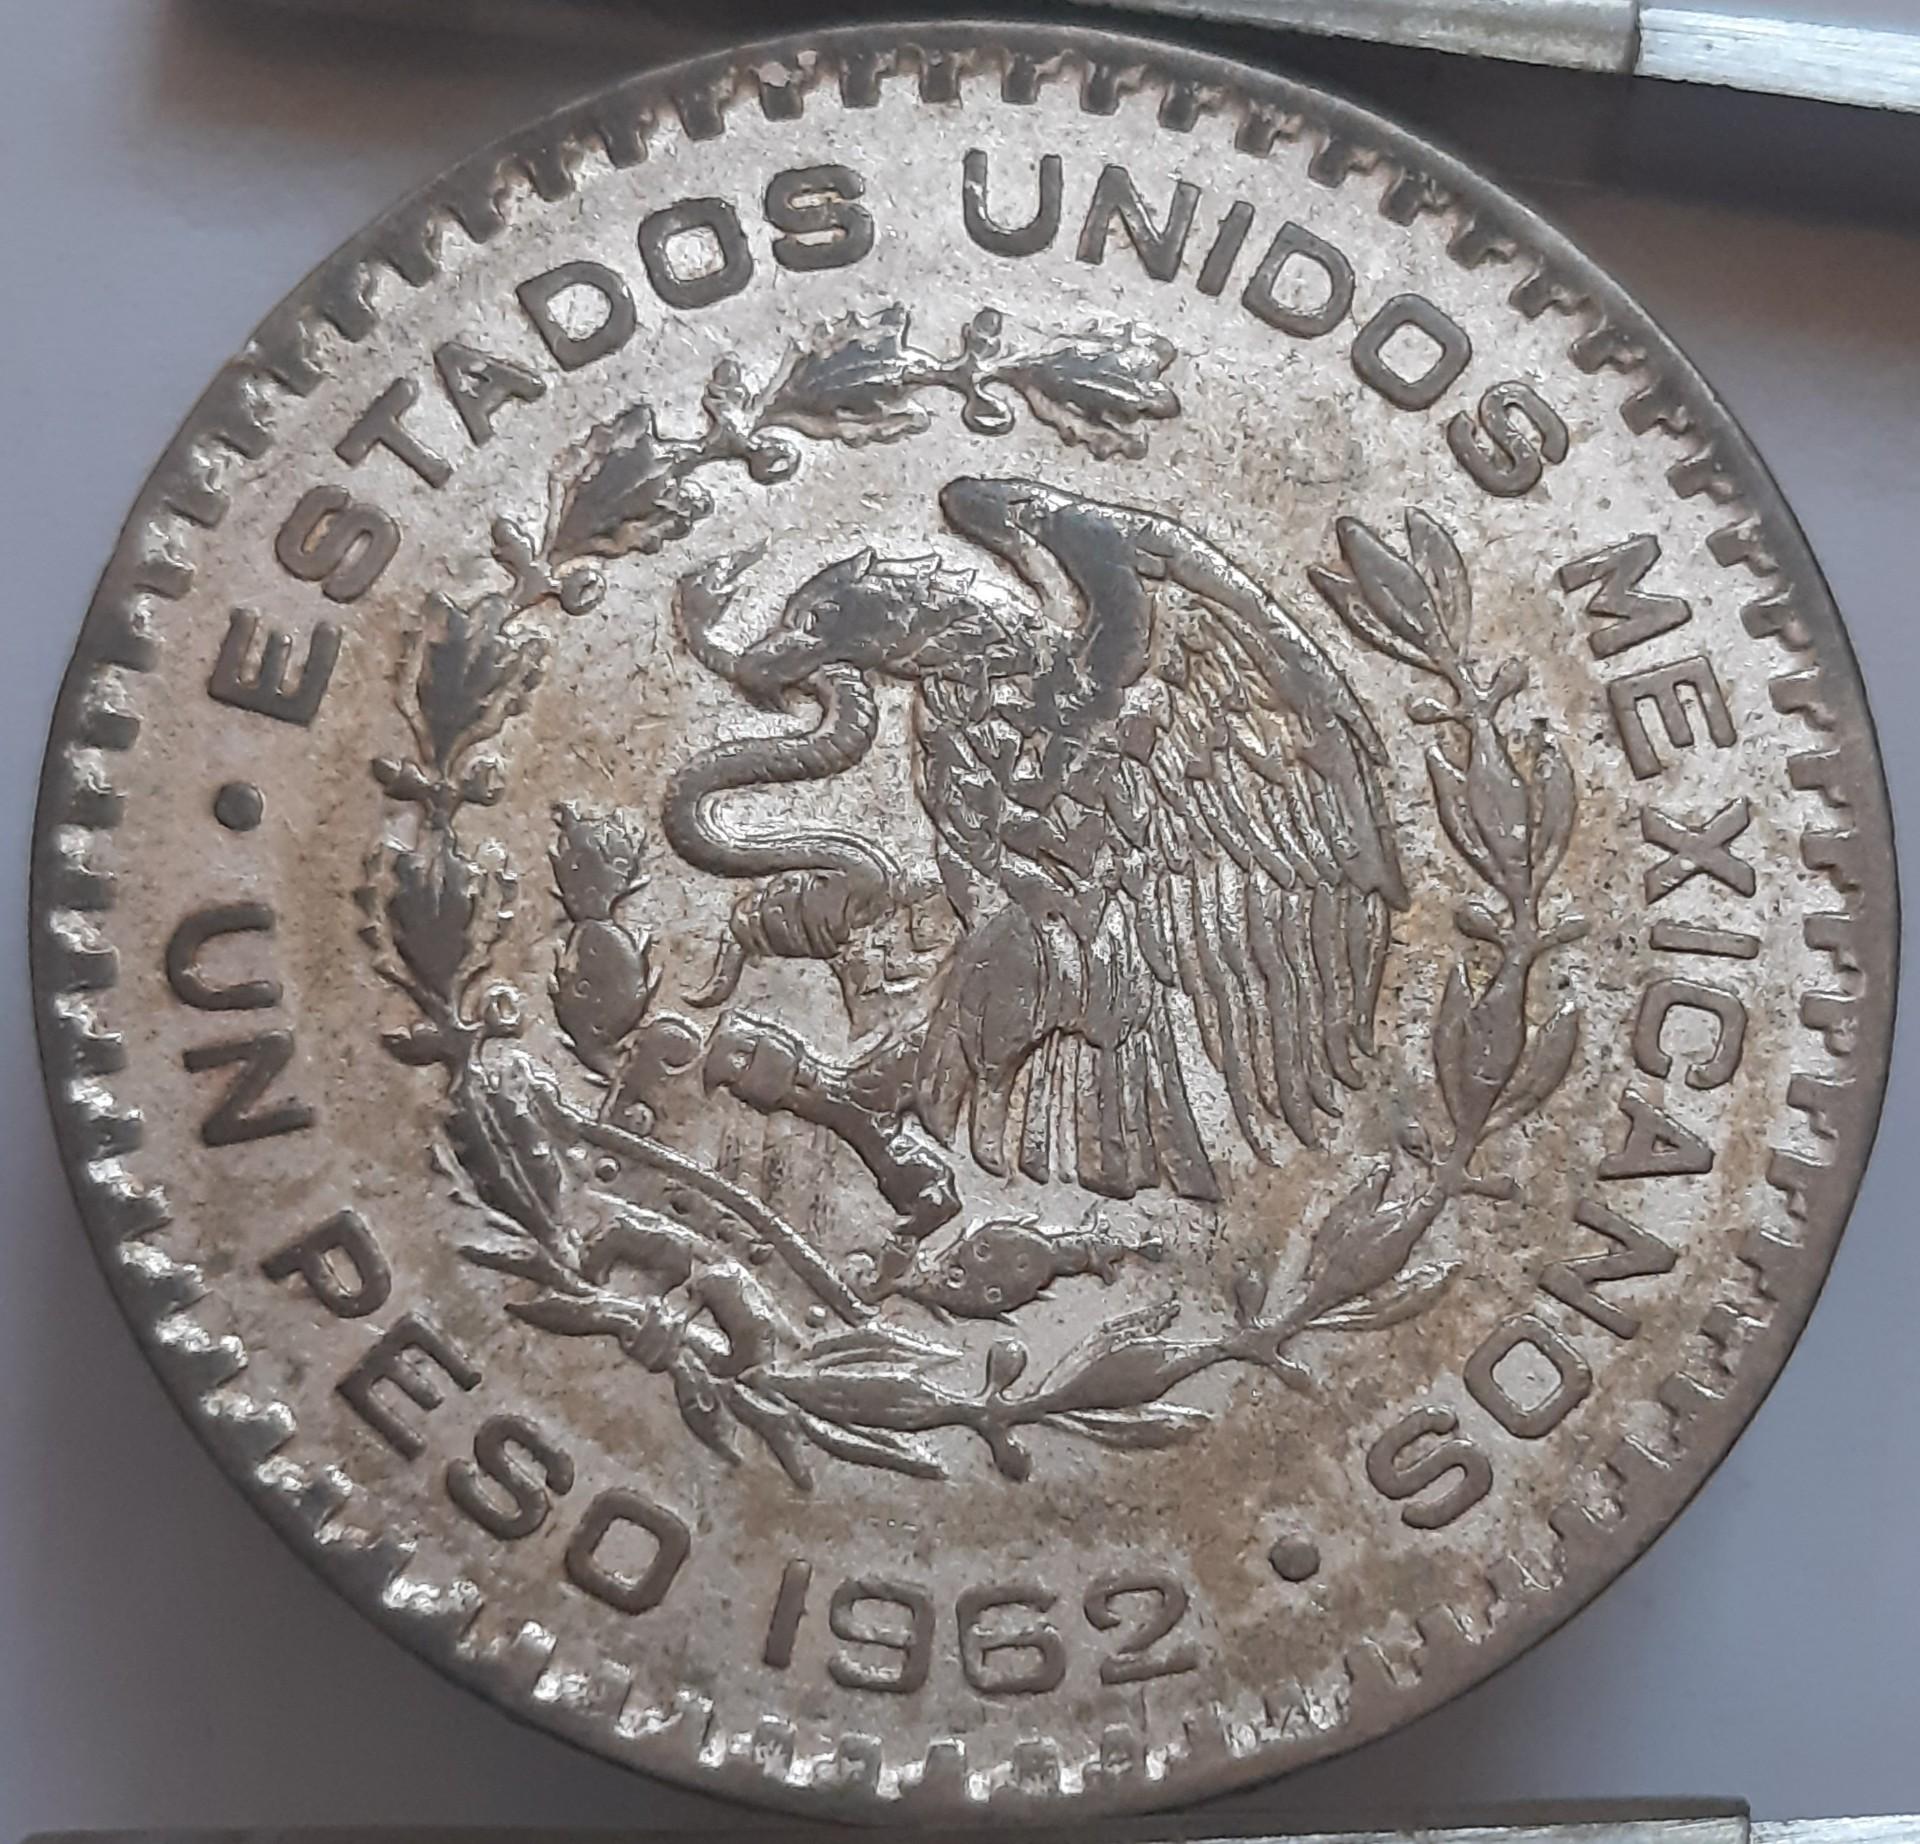 ESTADOS UNIDOS MEXICANOS
UN PESO 1962